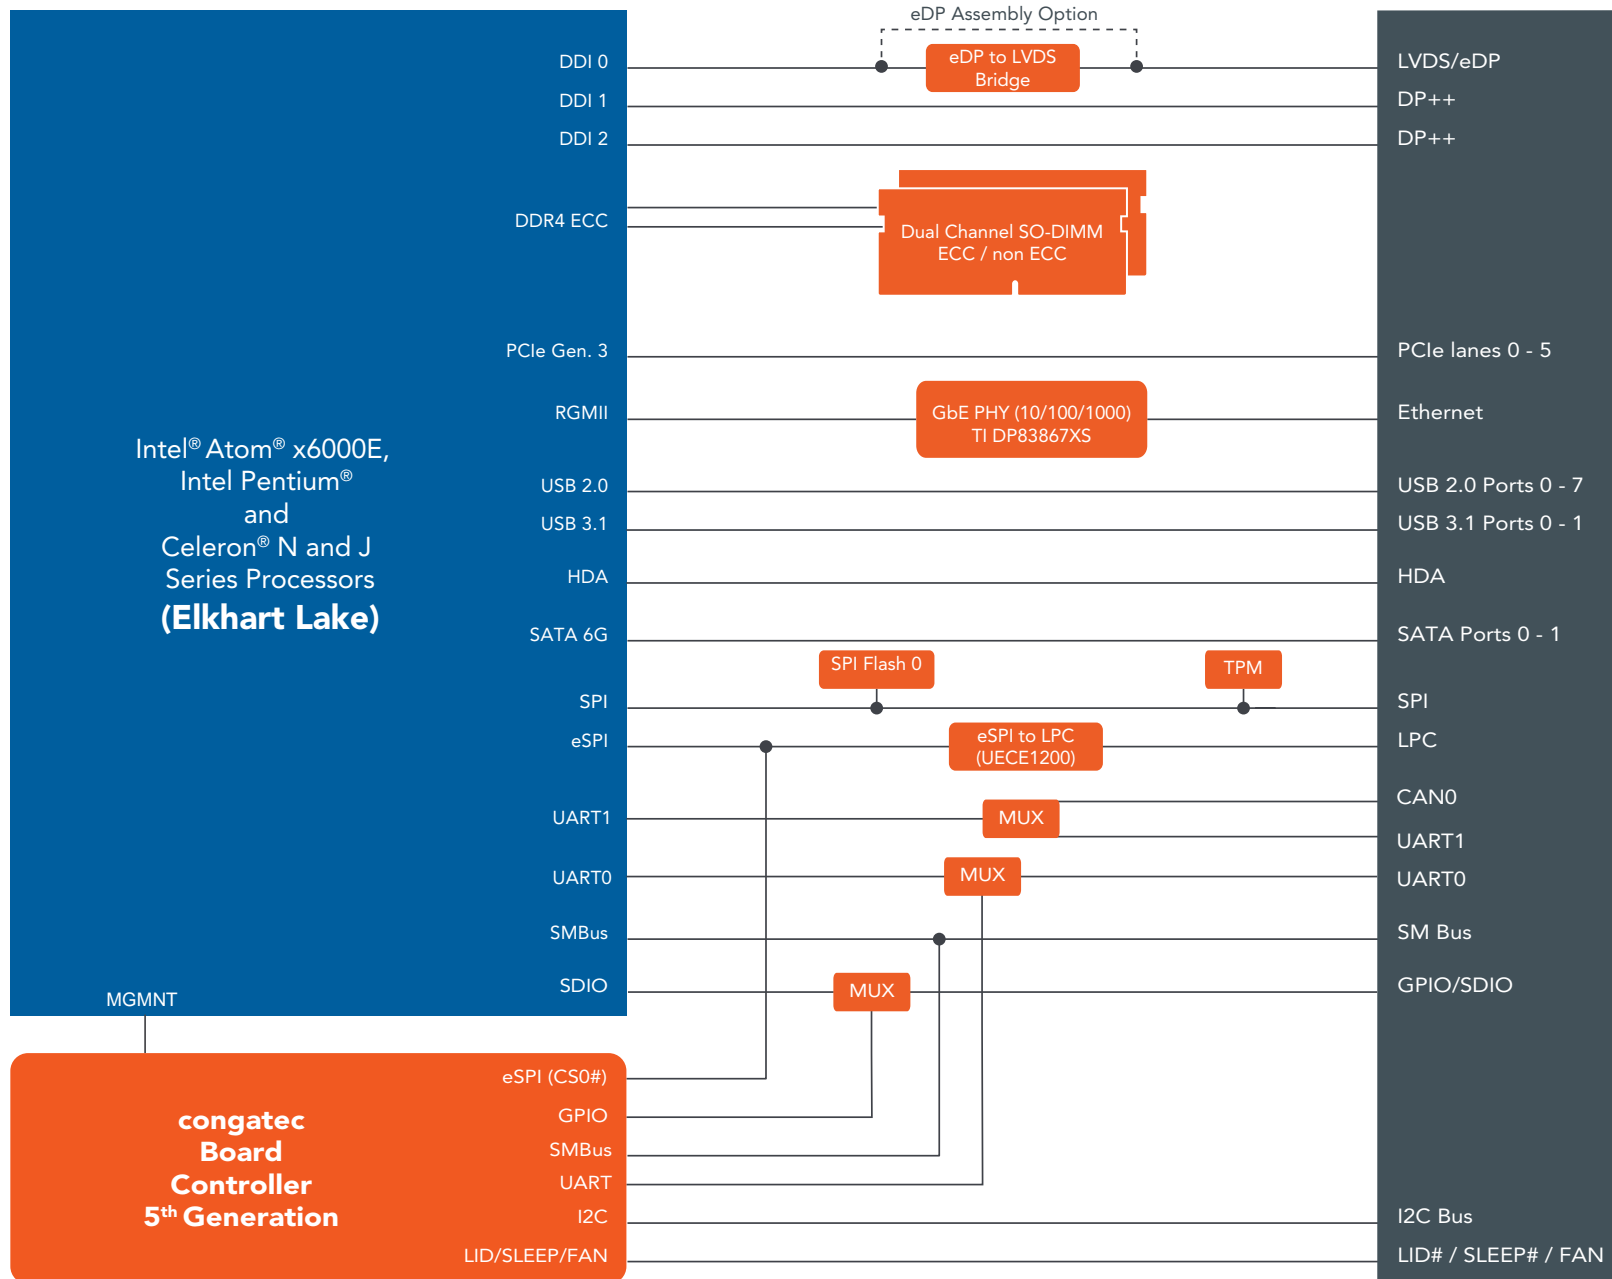 eDP Assembly Option
DDI 0
eDP to LVDS
Bridge
LVDS/eDP
DDI 1
DP++
DDI 2
DP++
DDR4 ECC
Dual Channel SO-DIMM
ECC / non ECC
PCIe Gen. 3
PCIe lanes 0 - 5
RGMII
GbE PHY (10/100/1000)
TI DP83867XS
Ethernet
Intel® Atom® x6000E,
Intel Pentium®
and
Celeron® N and J
Series Processors
(Elkhart Lake)
USB 2.0
USB 2.0 Ports 0 - 7
USB 3.1
USB 3.1 Ports 0 - 1
HDA
HDA
SATA 6G
SATA Ports 0 - 1
SPI Flash 0
TPM
SPI
SPI
eSPI
eSPI to LPC
(UECE1200)
LPC
UART1
MUX
CAN0
UART1
UART0
MUX
UART0
SMBus
SM Bus
SDIO
MUX
GPIO/SDIO
MGMNT
congatec
Board
Controller
5th Generation
eSPI (CS0#)
GPIO
SMBus
UART
I2C
I2C Bus
LID/SLEEP/FAN
LID# / SLEEP# / FAN